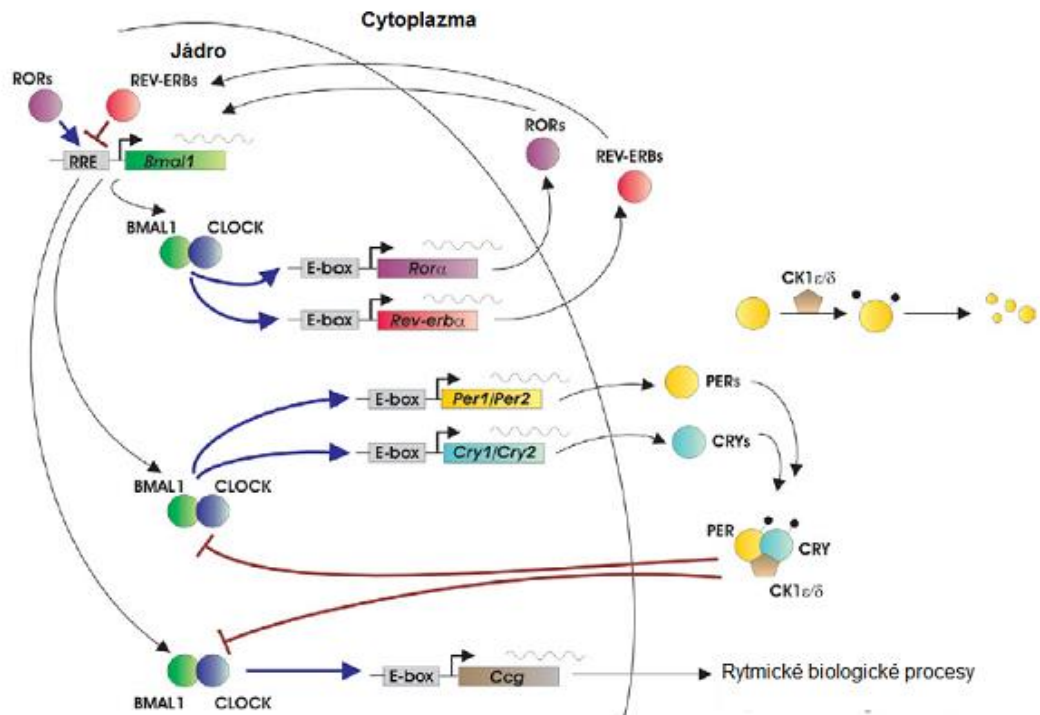 Cytoplazma
Jádro
RORs
REV-ERBs
RORs
REV-ERBs
RRE
Bmal1
BMAL1
CLOCK
E-box
Rorα
E-box
Rev-erbα
CK1ε/δ
E-box
Per1/Per2
PERs
E-box
Cry1/Cry2
CRYs
BMAL1
CLOCK
PER
CRY
CK1ε/δ
E-box
Ccg
Rytmické biologické procesy
BMAL1
CLOCK